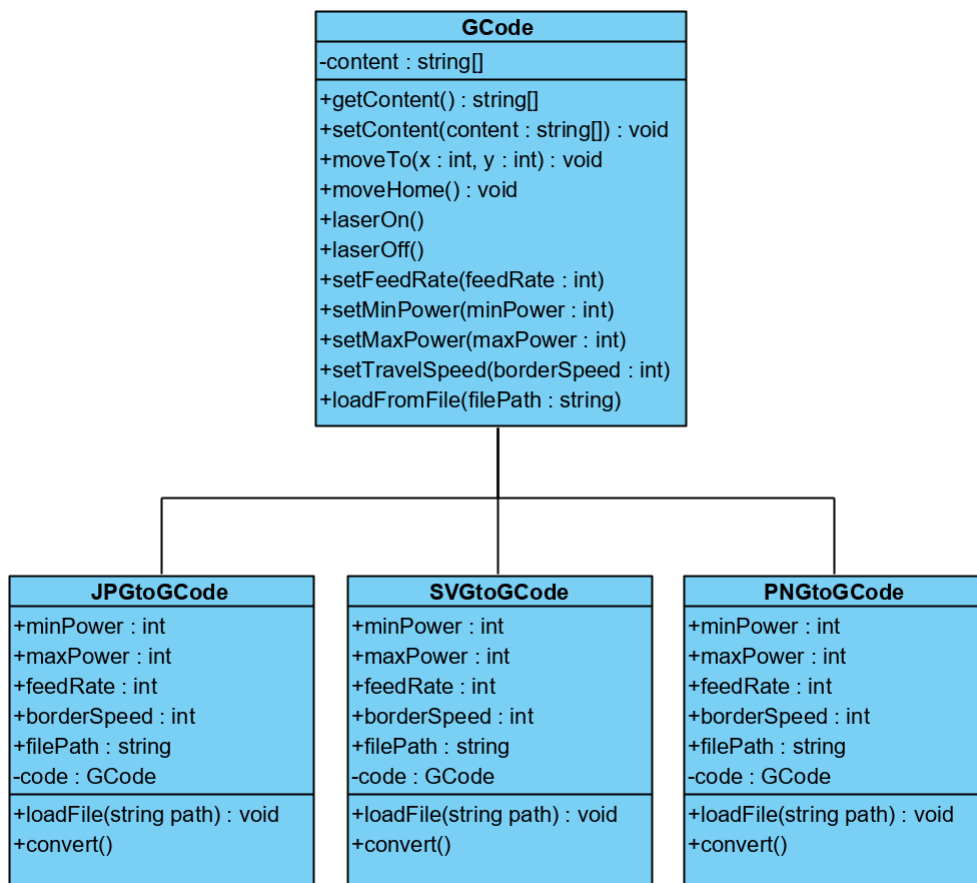 GCode
-content : string[]
+getContent() : string[]
+setContent(content : string[]) : void
+moveTo(x : int, y : int) : void
+moveHome() : void
+laserOn()
+laserOff()
+setFeedRate(feedRate : int)
+setMinPower(minPower : int)
+setMaxPower(maxPower : int)
+setTravelSpeed(borderSpeed : int)
+loadFromFile(filePath : string)
JPGtoGCode
+minPower : int
+maxPower : int
+feedRate : int
+borderSpeed : int
+filePath : string
-code : GCode
+loadFile(string path) : void
+convert()
SVGtoGCode
+minPower : int
+maxPower : int
+feedRate : int
+borderSpeed : int
+filePath : string
-code : GCode
+loadFile(string path) : void
+convert()
PNGtoGCode
+minPower : int
+maxPower : int
+feedRate : int
+borderSpeed : int
+filePath : string
-code : GCode
+loadFile(string path) : void
+convert()